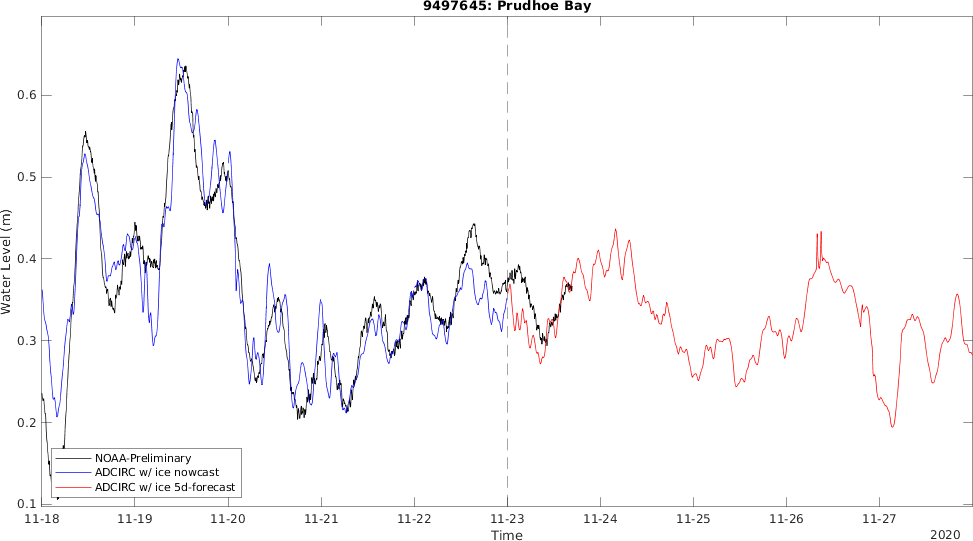 9497645: Prudhoe Bay
Water Level (m)
0.6
0.5
0.4
0.3
0.2
0.1
NOAA-Preliminary
ADCIRC w/ ice nowcast
ADCIRC w/ ice 5d-forecast
11-18
11-19
11-20
11-21
11-22
11-23
11-24
11-25
11-26
11-27
Time
2020